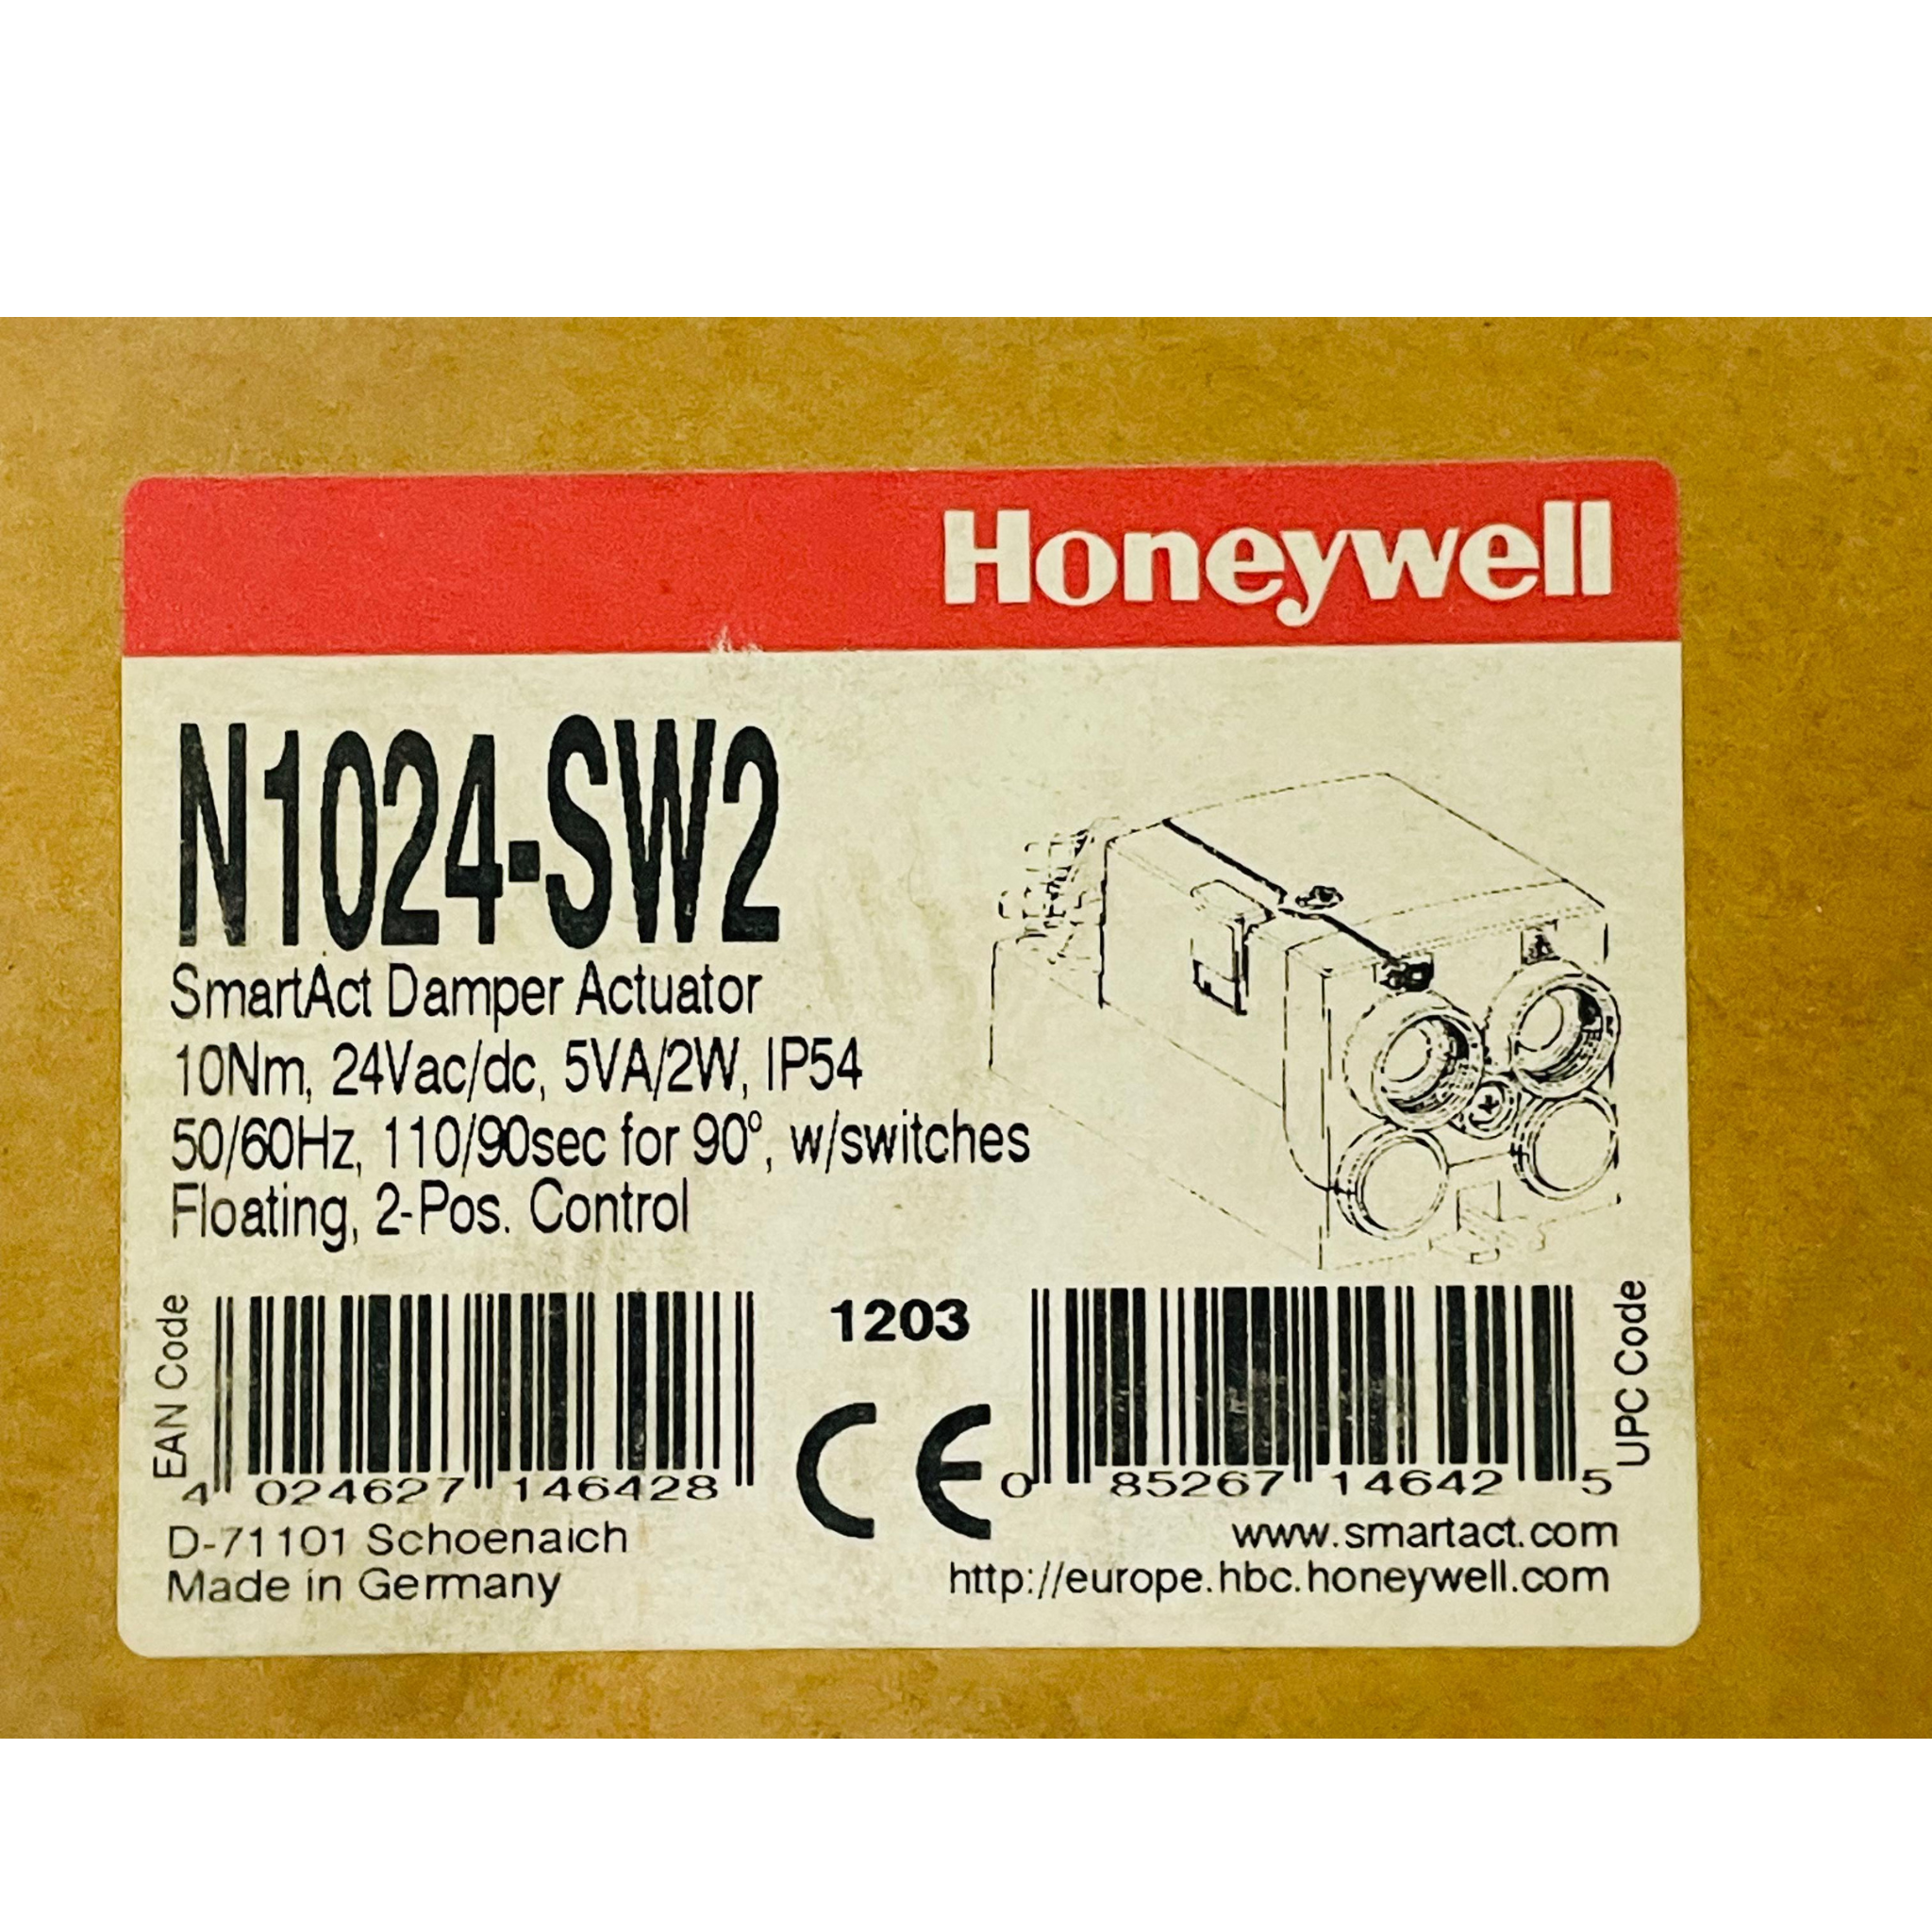 Honeywell
N1024-SW2
SmartAct Damper Actuator
10Nm, 24Vac/dc, 5VA/2W, IP54
50/60Hz, 110/90sec for 90°, w/switches
Floating, 2-Pos. Control
EAN Code
4 024627 146428
1203
CE
0 85267 14642 5
UPC Code
D-71101 Schoenaich
Made in Germany
www.smartact.com
http://europe.hbc.honeywell.com